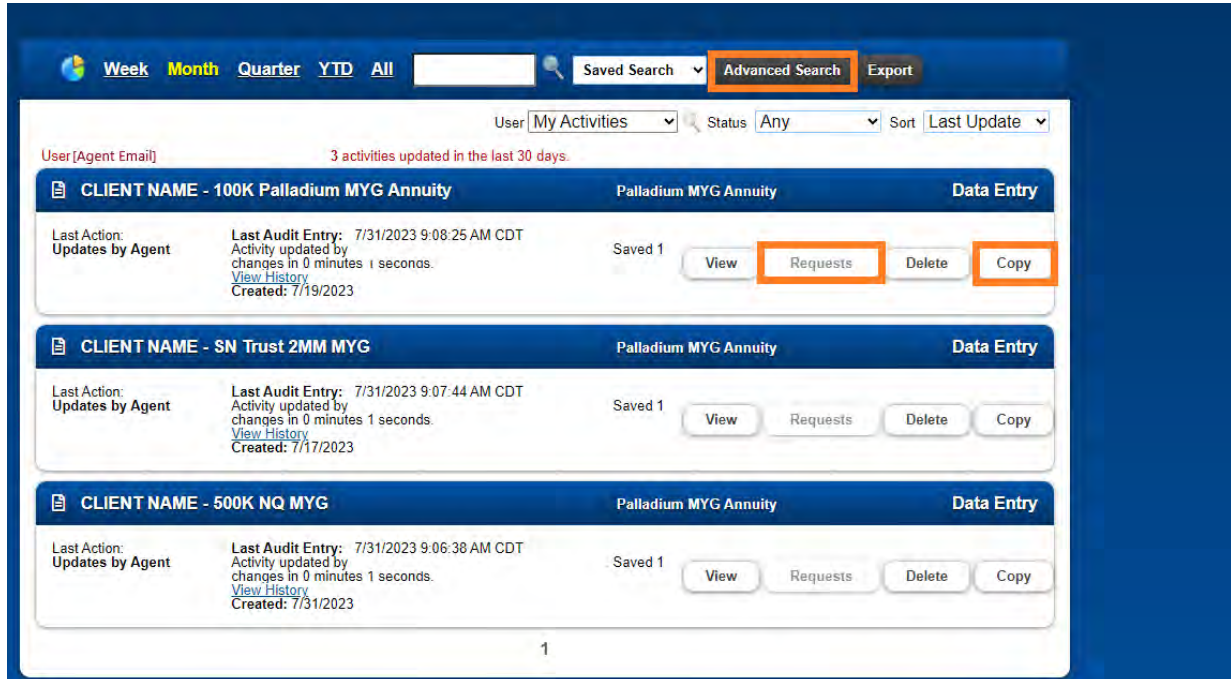 Week Month Quarter YTD All Saved Search Advanced Search Export
User My Activities Status Any Sort Last Update
User [Agent Email] 3 activities updated in the last 30 days.
CLIENT NAME - 100K Palladium MYG Annuity Palladium MYG Annuity Data Entry
Last Action: Last Audit Entry: 7/31/2023 9:08:25 AM CDT
Updates by Agent Activity updated by Saved 1
changes in 0 minutes 1 seconds. View Requests Delete Copy
View History
Created: 7/19/2023
CLIENT NAME - SN Trust 2MM MYG Palladium MYG Annuity Data Entry
Last Action: Last Audit Entry: 7/31/2023 9:07:44 AM CDT
Updates by Agent Activity updated by Saved 1
changes in 0 minutes 1 seconds. View Requests Delete Copy
View History
Created: 7/17/2023
CLIENT NAME - 500K NQ MYG Palladium MYG Annuity Data Entry
Last Action: Last Audit Entry: 7/31/2023 9:06:38 AM CDT
Updates by Agent Activity updated by Saved 1
changes in 0 minutes 1 seconds. View Requests Delete Copy
View History
Created: 7/31/2023
1